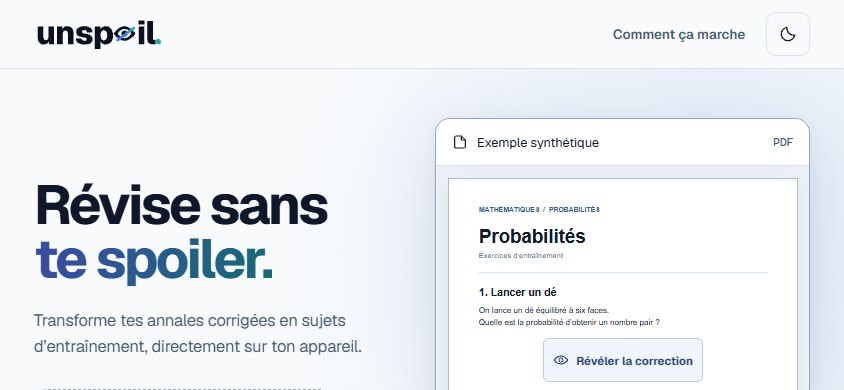 unspoil.
Comment ça marche
Révise sans
te spoiler.
Transforme tes annales corrigées en sujets
d'entraînement, directement sur ton appareil.
Exemple synthétique
PDF
MATHÉMATIQUES / PROBABILITÉS
Probabilités
Exercices d'entraînement
1. Lancer un dé
On lance un dé équilibré à six faces.
Quelle est la probabilité d'obtenir un nombre pair ?
Révéler la correction